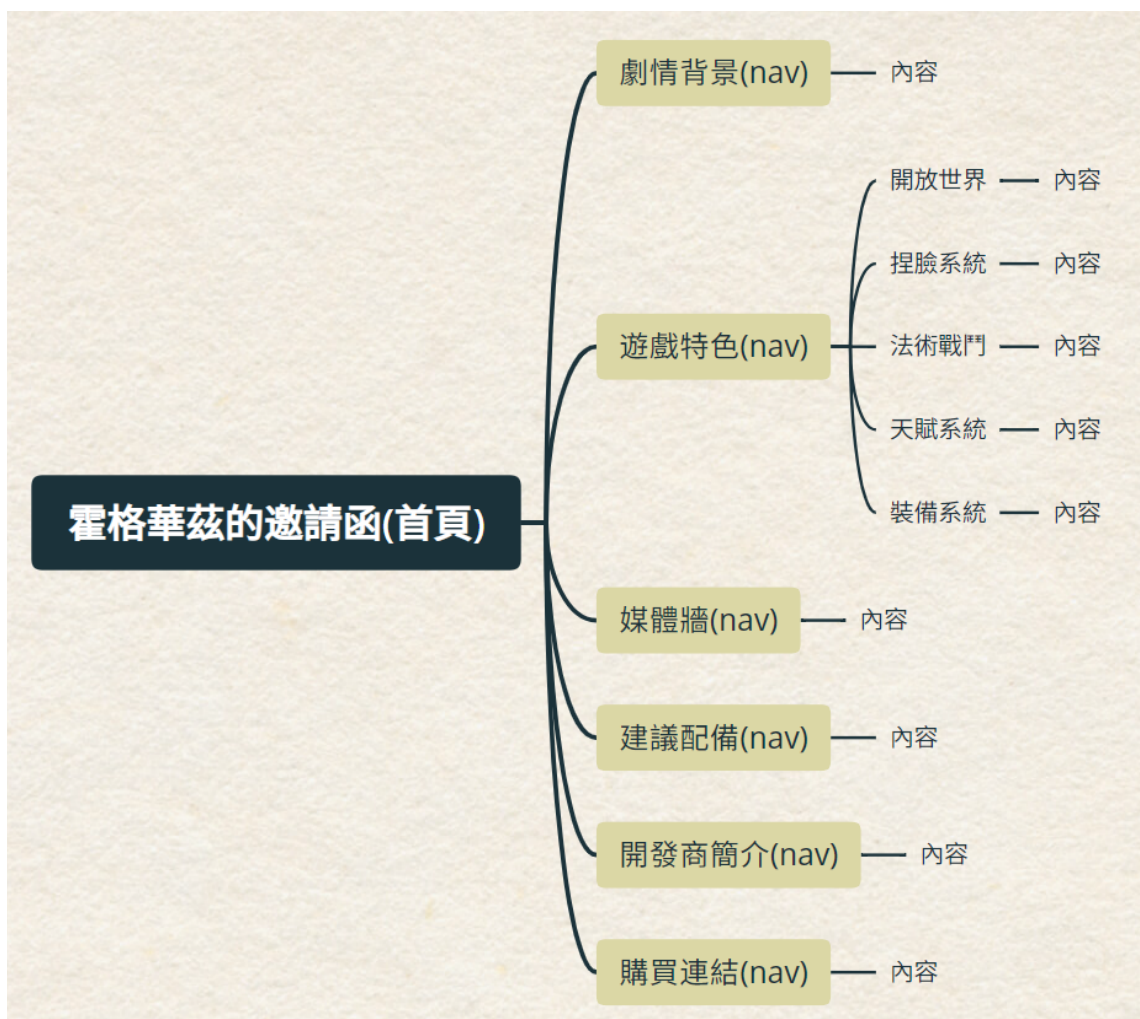 劇情背景(nav) 內容
開放世界 內容
捏臉系統 內容
遊戲特色(nav) 法術戰鬥 內容
天賦系統 內容
裝備系統 內容
霍格華茲的邀請函(首頁)
媒體牆(nav) 內容
建議配備(nav) 內容
開發商簡介(nav) 內容
購買連結(nav) 內容